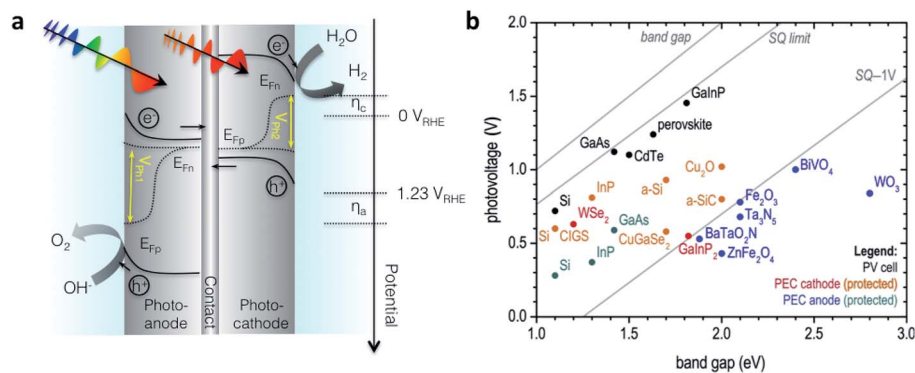 a
e⁻
H₂O
H₂
E_Fn
η_c
0 V_RHE
e⁻
V_Ph2
E_Fp
V_Ph1
E_Fn
h⁺
1.23 V_RHE
η_a
O₂
E_Fp
OH⁻
h⁺
Photo-
anode
Contact
Photo-
cathode
Potential
b
photovoltage (V)
2.0
1.5
1.0
0.5
0.0
band gap
SQ limit
SQ–1V
GaInP
perovskite
GaAs
CdTe
Cu₂O
BiVO₄
a-Si
InP
WO₃
Si
a-SiC
Fe₂O₃
WSe₂
Ta₃N₅
GaAs
Si
CIGS
CuGaSe₂
BaTaO₂N
GaInP₂
ZnFe₂O₄
InP
Si
Legend:
PV cell
PEC cathode (protected)
PEC anode (protected)
1.0 1.5 2.0 2.5 3.0
band gap (eV)